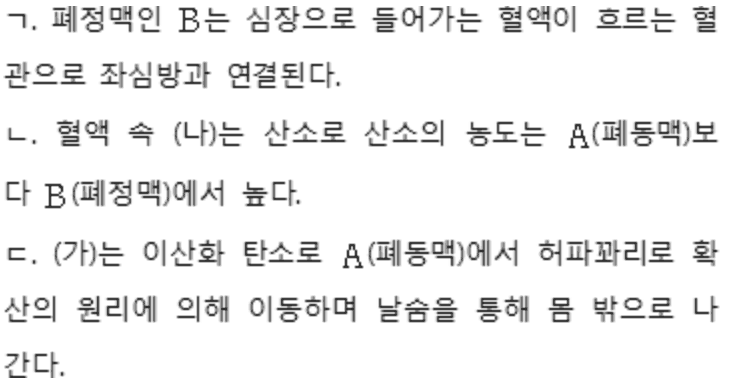 ㄱ. 폐정맥인 B는 심장으로 들어가는 혈액이 흐르는 혈
관으로 좌심방과 연결된다.
ㄴ. 혈액 속 (나)는 산소로 산소의 농도는 A(폐동맥)보
다 B(폐정맥)에서 높다.
ㄷ. (가)는 이산화 탄소로 A(폐동맥)에서 허파꽈리로 확
산의 원리에 의해 이동하며 날숨을 통해 몸 밖으로 나
간다.